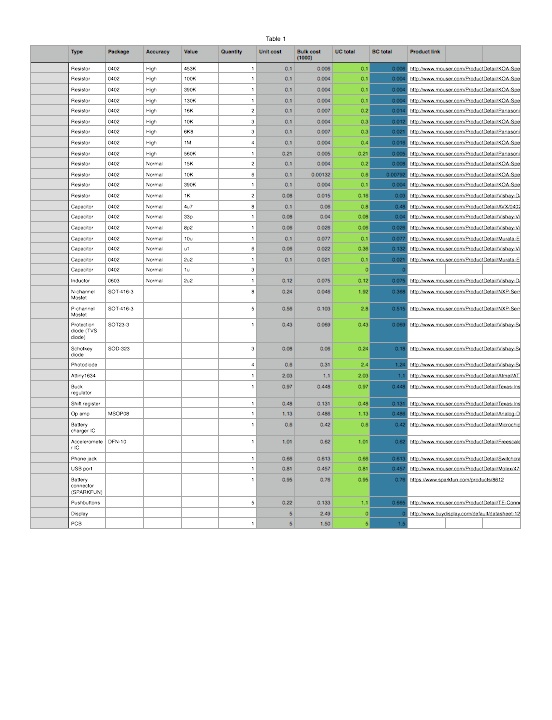 Table 1
Type Package Accuracy Value Quantity Unit cost Bulk cost (1000) UC total BC total Product link
Resistor 0402 High 453K 1 0.1 0.006 0.1 0.006 http://www.mouser.com/ProductDetail/KOA-Spe
Resistor 0402 High 100K 1 0.1 0.004 0.1 0.004 http://www.mouser.com/ProductDetail/KOA-Spe
Resistor 0402 High 390K 1 0.1 0.004 0.1 0.004 http://www.mouser.com/ProductDetail/KOA-Spe
Resistor 0402 High 130K 1 0.1 0.004 0.1 0.004 http://www.mouser.com/ProductDetail/KOA-Spe
Resistor 0402 High 16K 2 0.1 0.007 0.2 0.014 http://www.mouser.com/ProductDetail/Panasoni
Resistor 0402 High 10K 3 0.1 0.004 0.3 0.012 http://www.mouser.com/ProductDetail/KOA-Spe
Resistor 0402 High 6K8 3 0.1 0.007 0.3 0.021 http://www.mouser.com/ProductDetail/Panasoni
Resistor 0402 High 1M 4 0.1 0.004 0.016 http://www.mouser.com/ProductDetail/KOA-Spe
Resistor 0402 High 560K 1 0.21 0.005 0.21 0.005 http://www.mouser.com/ProductDetail/Panasoni
Resistor 0402 Normal 15K 2 0.1 0.004 0.2 0.008 http://www.mouser.com/ProductDetail/KOA-Spe
Resistor 0402 Normal 10K 6 0.1 0.00132 0.6 0.00792 http://www.mouser.com/ProductDetail/KOA-Spe
Resistor 0402 Normal 390K 1 0.1 0.004 0.1 0.004 http://www.mouser.com/ProductDetail/KOA-Spe
Resistor 0402 Normal 1K 2 0.08 0.015 0.16 0.03 http://www.mouser.com/ProductDetail/Vishay-D
Capacitor 0402 Normal 4u7 8 0.1 0.06 0.8 0.48 http://www.mouser.com/ProductDetail/AVX/0402
Capacitor 0402 Normal 33p 1 0.08 0.04 0.08 0.04 http://www.mouser.com/ProductDetail/Vishay-Vi
Capacitor 0402 Normal 8p2 1 0.026 0.026 http://www.mouser.com/ProductDetail/Vishay-Vi
Capacitor 0402 Normal 10u 1 0.1 0.077 0.1 0.077 http://www.mouser.com/ProductDetail/Murata-E
Capacitor 0402 Normal u1 6 0.06 0.022 0.36 0.132 http://www.mouser.com/ProductDetail/Vishay-Vi
Capacitor 0402 Normal 2u2 1 0.1 0.021 0.1 0.021 http://www.mouser.com/ProductDetail/Murata-E
Capacitor 0402 Normal 1u 3 0 0
Inductor 0603 2u2 1 0.12 0.075 0.12 0.075 http://www.mouser.com/ProductDetail/Vishay-D
N-channel Mosfet SOT-416-3 8 0.24 0.046 1.92 0.368 http://www.mouser.com/ProductDetail/NXP-Sem
P-channel Mosfet SOT-416-3 5 0.103 0.515 http://www.mouser.com/ProductDetail/NXP-Sem
Protection diode (TVS diode) SOT23-3 1 0.43 0.069 0.43 0.069 http://www.mouser.com/ProductDetail/Vishay-Se
Schottky diode SOD-323 3 0.08 0.06 0.24 0.18 http://www.mouser.com/ProductDetail/Vishay-Se
Photodiode 4 0.6 0.31 2.4 1.24 http://www.mouser.com/ProductDetail/Vishay-Se
Attiny1634 1 2.03 1.1 2.03 1.1 http://www.mouser.com/ProductDetail/Atmel/AT
Buck regulator 1 0.97 0.448 0.97 0.448 http://www.mouser.com/ProductDetail/Texas-Ins
Shift register 1 0.48 0.131 0.48 0.131 http://www.mouser.com/ProductDetail/Texas-Ins
Op amp MSOP08 1 1.13 0.486 1.13 0.486 http://www.mouser.com/ProductDetail/Analog-D
Battery charger IC 1 0.6 0.42 0.6 0.42 http://www.mouser.com/ProductDetail/Microchip
Accelerometer IC DFN-10 1 1.01 0.62 1.01 0.62 http://www.mouser.com/ProductDetail/Freescale
Phone jack 1 0.613 0.613 http://www.mouser.com/ProductDetail/Switchcra
USB port 1 0.81 0.457 0.81 0.457 http://www.mouser.com/ProductDetail/Molex/47
Battery connector (SPARKFUN) 1 0.95 0.76 0.95 0.76 https://www.sparkfun.com/products/8612
Pushbuttons 5 0.22 0.133 1.1 0.665 http://www.mouser.com/ProductDetail/TE-Conn
Display 5 2.49 0 0 http://www.buydisplay.com/default/datasheet-12
PCB 1 5 1.50 5 1.5